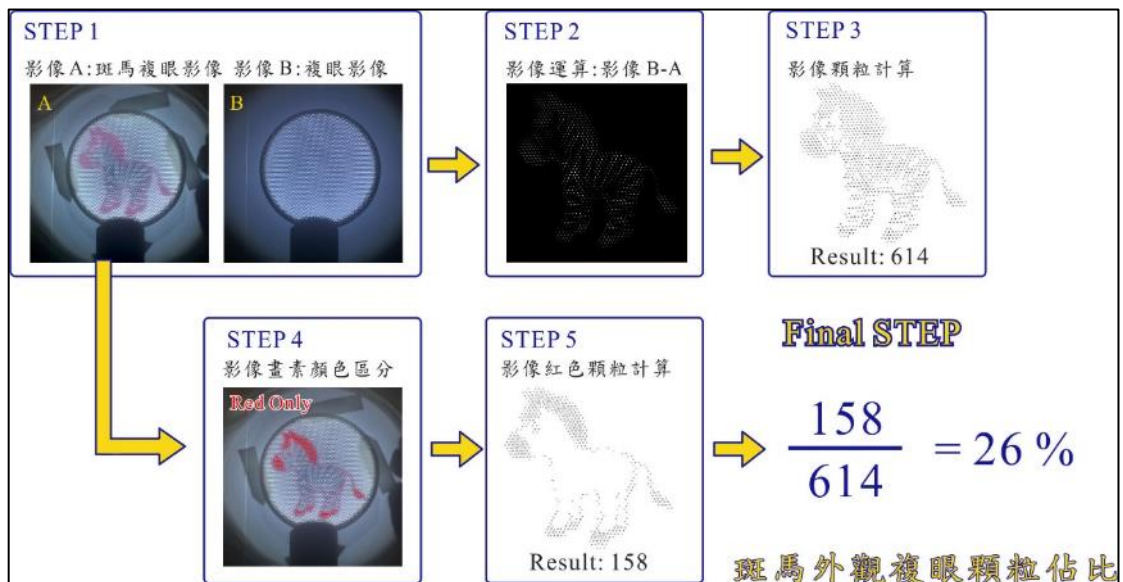 STEP 1
影像A:斑馬複眼影像 影像B:複眼影像
A
B
STEP 2
影像運算:影像B-A
STEP 3
影像顆粒計算
Result: 614
STEP 4
影像畫素顏色區分
Red Only
STEP 5
影像紅色顆粒計算
Result: 158
Final STEP
158
614
= 26 %
斑馬外觀複眼顆粒佔比